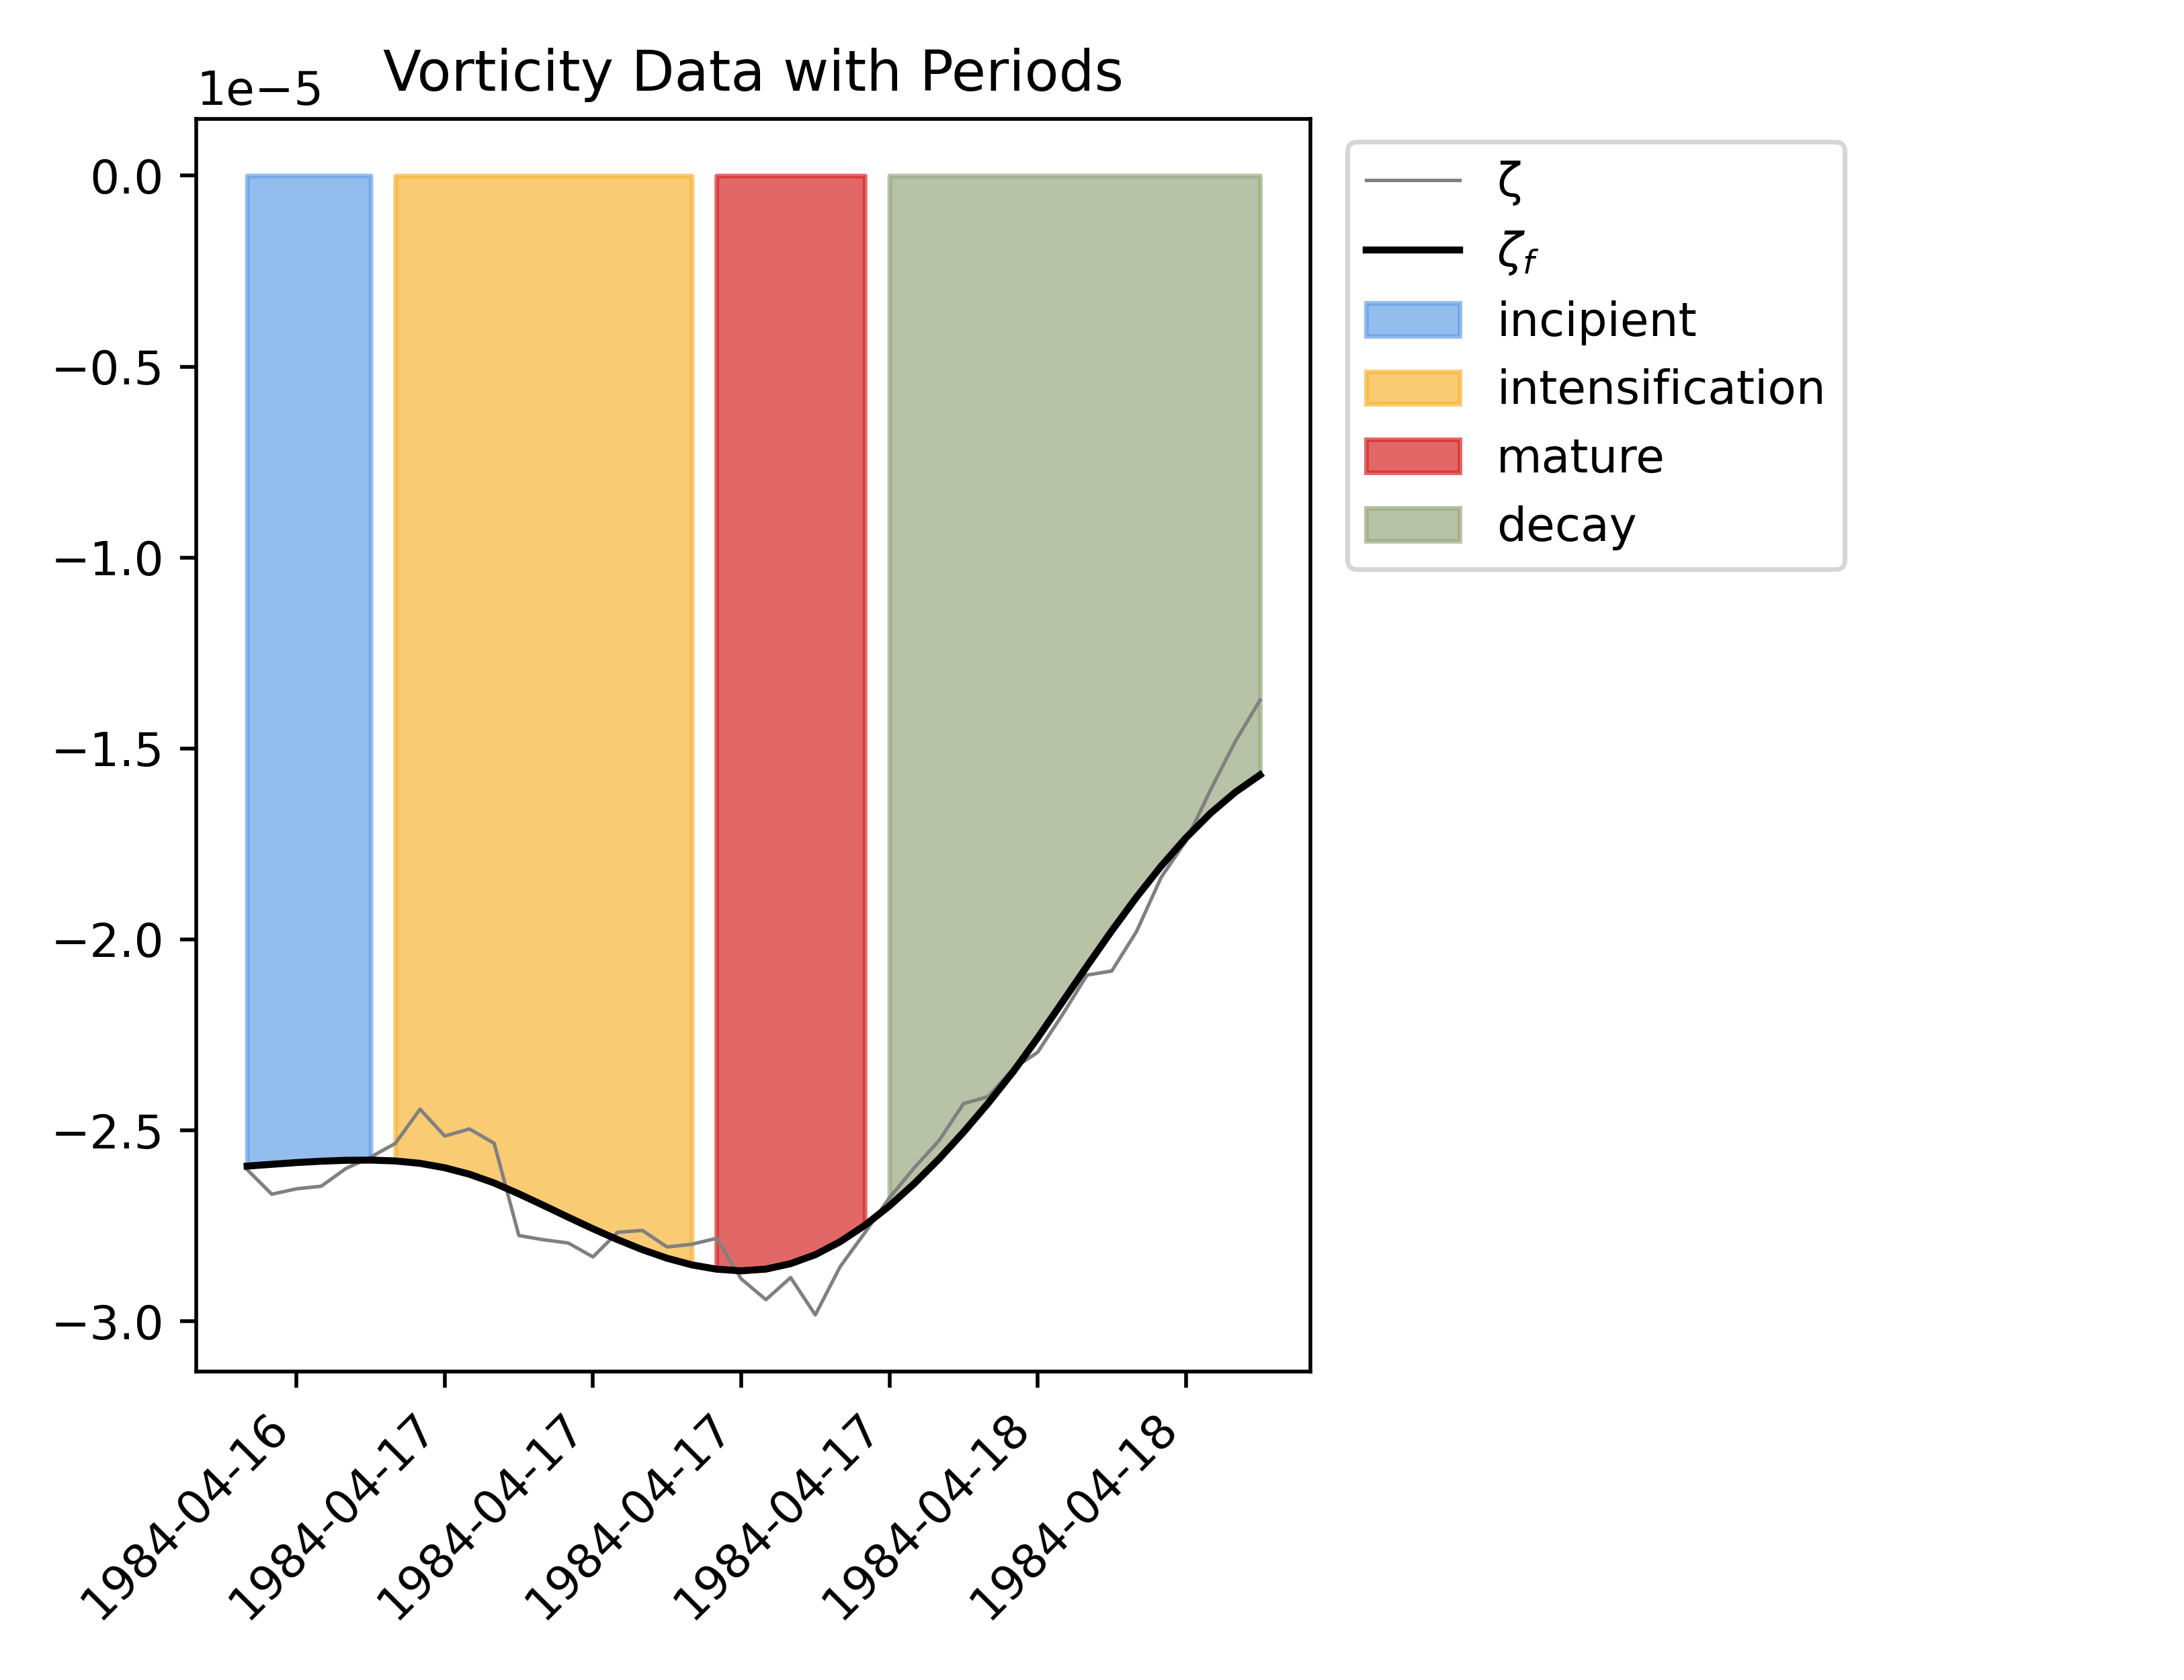 Vorticity Data with Periods
1e−5
0.0
−0.5
−1.0
−1.5
−2.0
−2.5
−3.0
1984-04-16
1984-04-17
1984-04-17
1984-04-17
1984-04-17
1984-04-18
1984-04-18
ζ
ζf
incipient
intensification
mature
decay